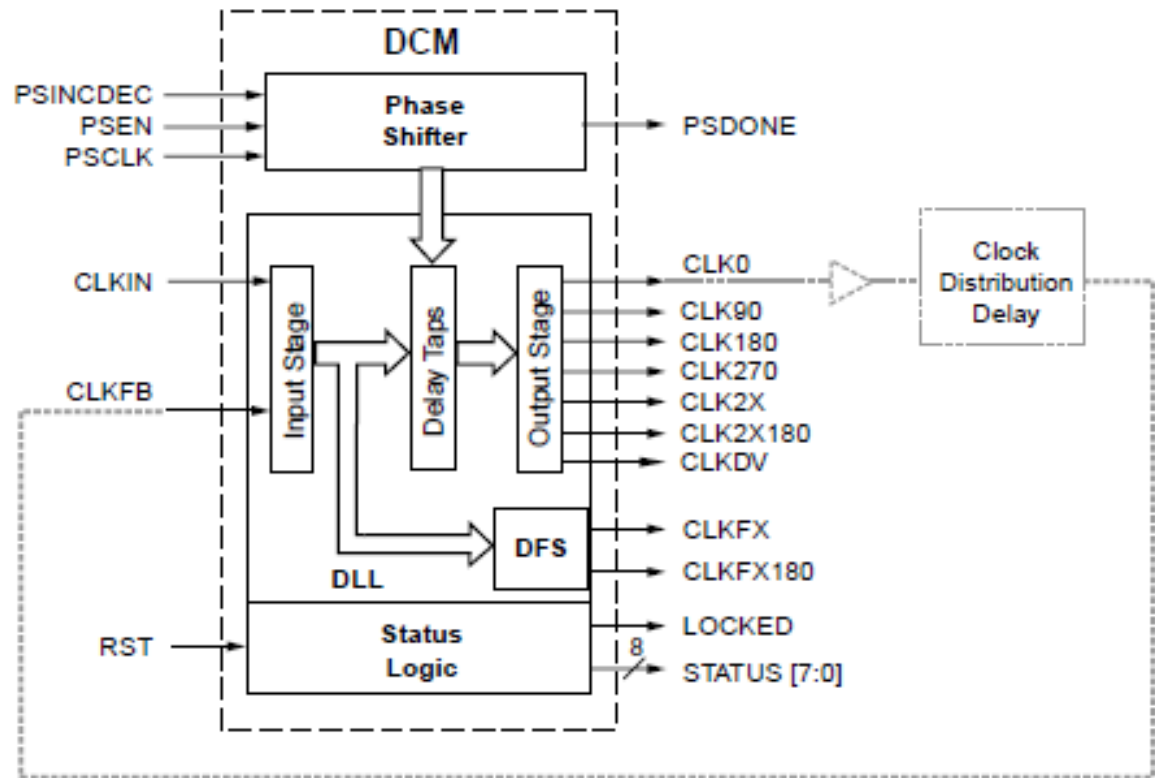 DCM
PSINCDEC
PSEN
PSCLK
Phase
Shifter
PSDONE
CLKIN
CLKFB
Input Stage
Delay Taps
Output Stage
CLK0
CLK90
CLK180
CLK270
CLK2X
CLK2X180
CLKDV
Clock
Distribution
Delay
DFS
CLKFX
CLKFX180
DLL
RST
Status
Logic
LOCKED
8
STATUS [7:0]